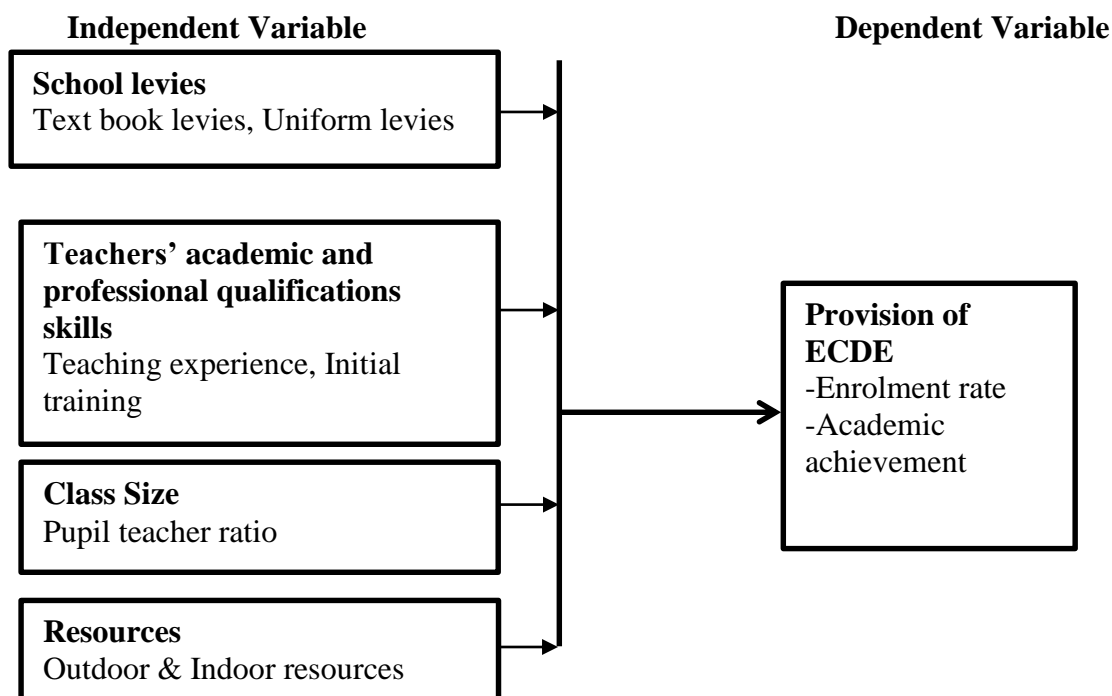 Independent Variable
Dependent Variable
School levies
Text book levies, Uniform levies
Teachers’ academic and
professional qualifications
skills
Teaching experience, Initial
training
Class Size
Pupil teacher ratio
Resources
Outdoor & Indoor resources
Provision of
ECDE
-Enrolment rate
-Academic
achievement